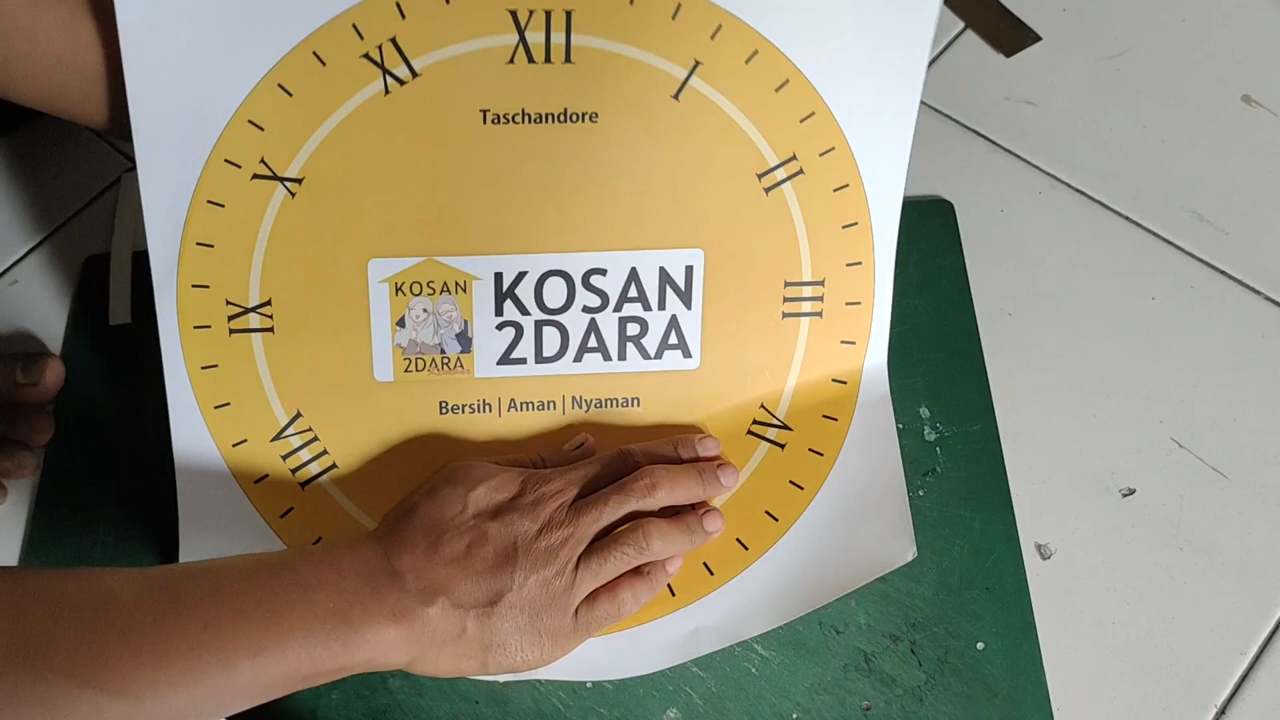 XII
XI
I
Taschandore
X
II
KOSAN
2DARA
KOSAN
2DARA
IX
III
Bersih | Aman | Nyaman
VIII
IV